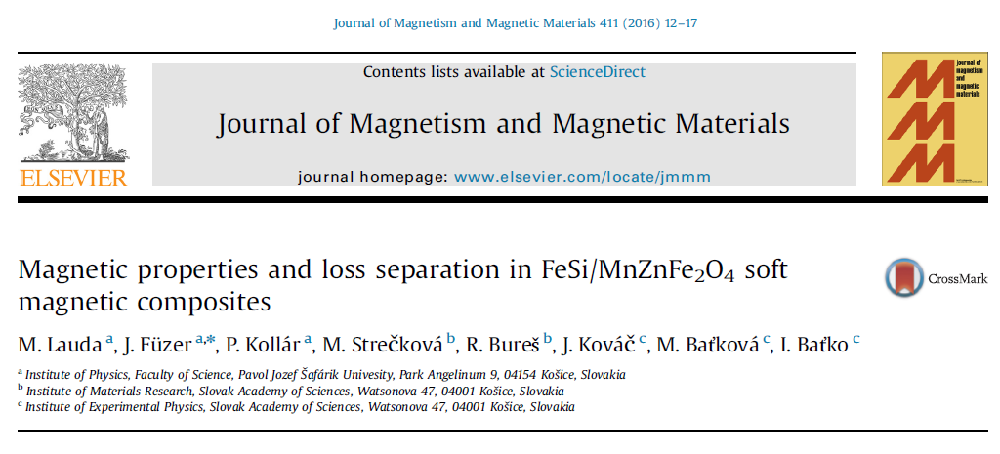 Journal of Magnetism and Magnetic Materials 411 (2016) 12–17
Contents lists available at ScienceDirect
Journal of Magnetism and Magnetic Materials
journal homepage: www.elsevier.com/locate/jmmm
ELSEVIER
journal of
magnetism
and
magnetic
materials
Magnetic properties and loss separation in FeSi/MnZnFe₂O₄ soft
magnetic composites
CrossMark
M. Lauda ᵃ, J. Füzer ᵃ,*, P. Kollár ᵃ, M. Strečková ᵇ, R. Bureš ᵇ, J. Kováč ᶜ, M. Baťková ᶜ, I. Baťko ᶜ
ᵃ Institute of Physics, Faculty of Science, Pavol Jozef Šafárik Univesity, Park Angelinum 9, 04154 Košice, Slovakia
ᵇ Institute of Materials Research, Slovak Academy of Sciences, Watsonova 47, 04001 Košice, Slovakia
ᶜ Institute of Experimental Physics, Slovak Academy of Sciences, Watsonova 47, 04001 Košice, Slovakia